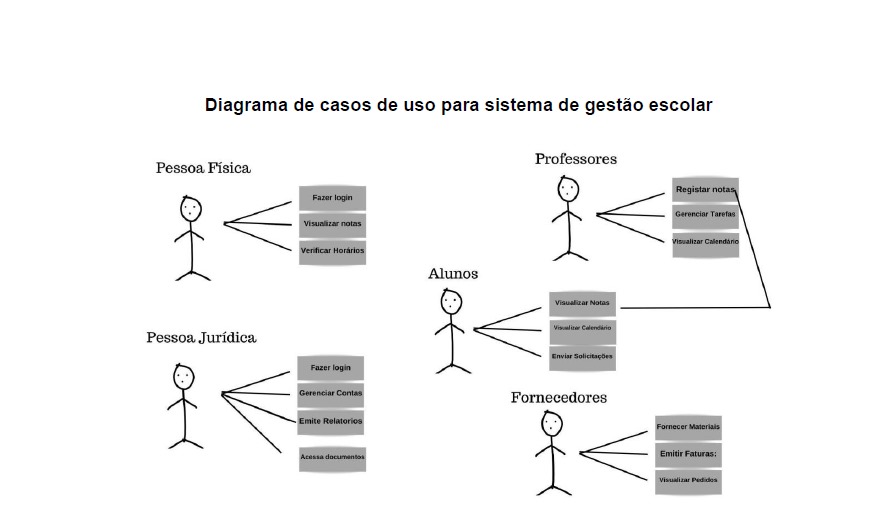 Diagrama de casos de uso para sistema de gestão escolar
Pessoa Física
Fazer login
Visualizar notas
Verificar Horários
Professores
Registar notas
Gerenciar Tarefas
Visualizar Calendário
Alunos
Visualizar Notas
Visualizar Calendário
Enviar Solicitações
Pessoa Jurídica
Fazer login
Gerenciar Contas
Emite Relatorios
Acessa documentos
Fornecedores
Fornecer Materiais
Emitir Faturas:
Visualizar Pedidos